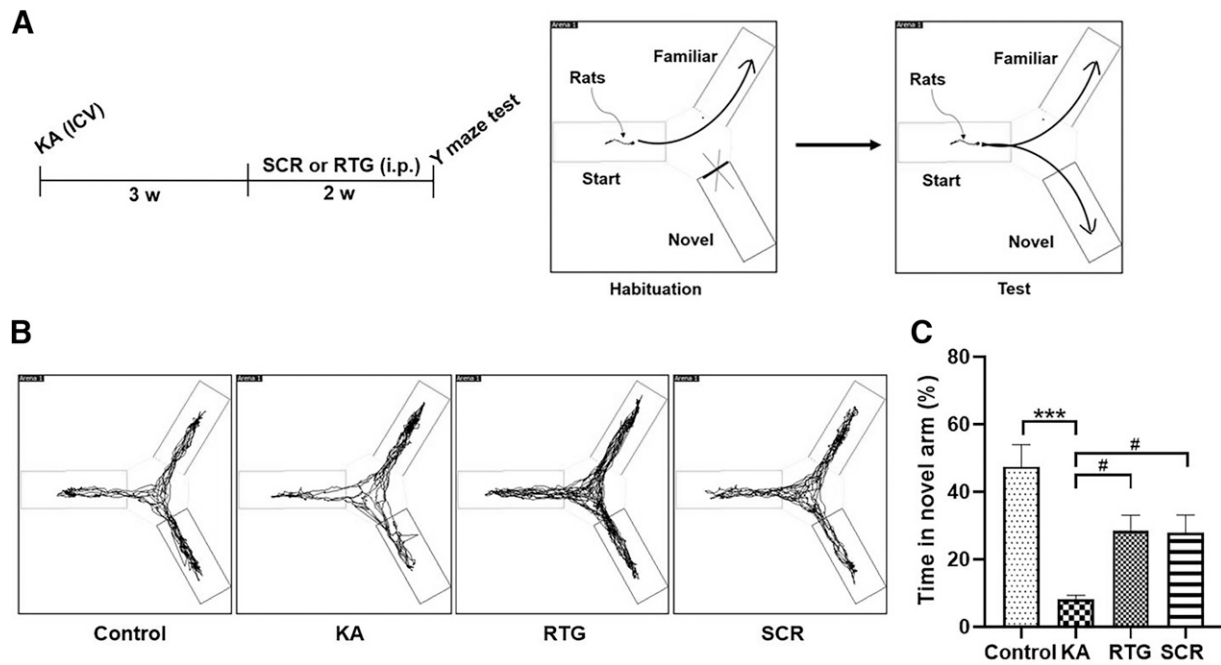 A
KA (ICV)
3 w
SCR or RTG (i.p.)
2 w
Y maze test
Arena 1
Familiar
Rats
Start
Novel
Habituation
Arena 1
Familiar
Rats
Start
Novel
Test
B
Arena 1
Control
Arena 1
KA
Arena 1
RTG
Arena 1
SCR
C
Time in novel arm (%)
80
60
40
20
0
***
#
#
Control KA RTG SCR